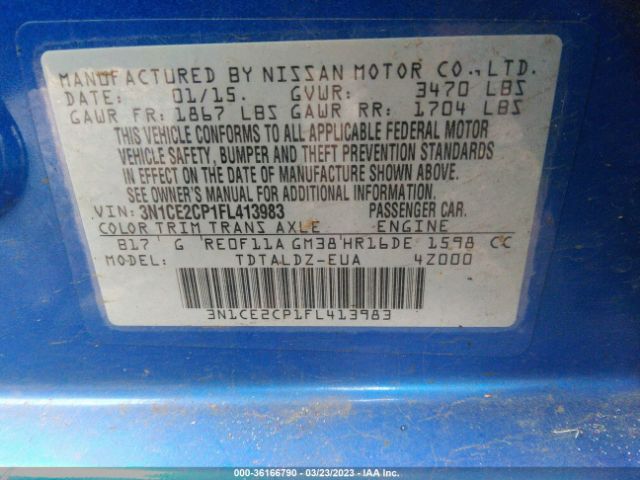 MANUFACTURED BY NISSAN MOTOR CO., LTD.
DATE: 01/15. GVWR: 3470 LBS
GAWR FR: 1867 LBS GAWR RR: 1704 LBS
THIS VEHICLE CONFORMS TO ALL APPLICABLE FEDERAL MOTOR
VEHICLE SAFETY, BUMPER AND THEFT PREVENTION STANDARDS
IN EFFECT ON THE DATE OF MANUFACTURE SHOWN ABOVE.
SEE OWNER'S MANUAL FOR ADDITIONAL INFORMATION.
VIN: 3N1CE2CP1FL413983 PASSENGER CAR.
COLOR TRIM TRANS AXLE ENGINE
B17 G RE0F11A GM38 HR16DE 1598 CC
MODEL: TDTALDZ-EUA 4Z000
3N1CE2CP1FL413983
000-36166790 - 03/23/2023 - IAA Inc.